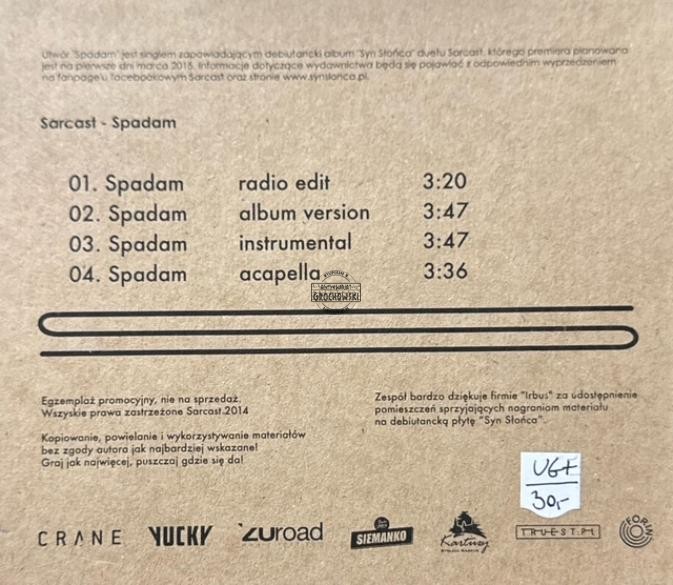 Utwór "Spadam" jest singlem zapowiadającym debiutancki album "Syn Słońca" duetu Sarcast, którego premiera planowana
jest na pierwsze dni marca 2015. Informacje dotyczące wydawnictwa będą się pojawiać z odpowiednim wyprzedzeniem
na fanpage'u facebookowym Sarcast oraz stronie www.synslonca.pl.
Sarcast - Spadam
01. Spadam radio edit 3:20
02. Spadam album version 3:47
03. Spadam instrumental 3:47
04. Spadam acapella 3:36
GROCHOWSKI
Egzemplaż promocyjny, nie na sprzedaż.
Wszyskie prawa zastrzeżone Sarcast.2014
Zespół bardzo dziękuje firmie "Irbus" za udostępnienie
pomieszczeń sprzyjających nagraniom materiału
na debiutancką płytę "Syn Słońca".
Kopiowanie, powielanie i wykorzystywanie materiałów
bez zgody autora jak najbardziej wskazane!
Graj jak najwięcej, puszczaj gdzie się da!
VG+
30,-
CRANE YUCKY zuroad SIEMANKO Kartuzy TRUEST.PL FORIN